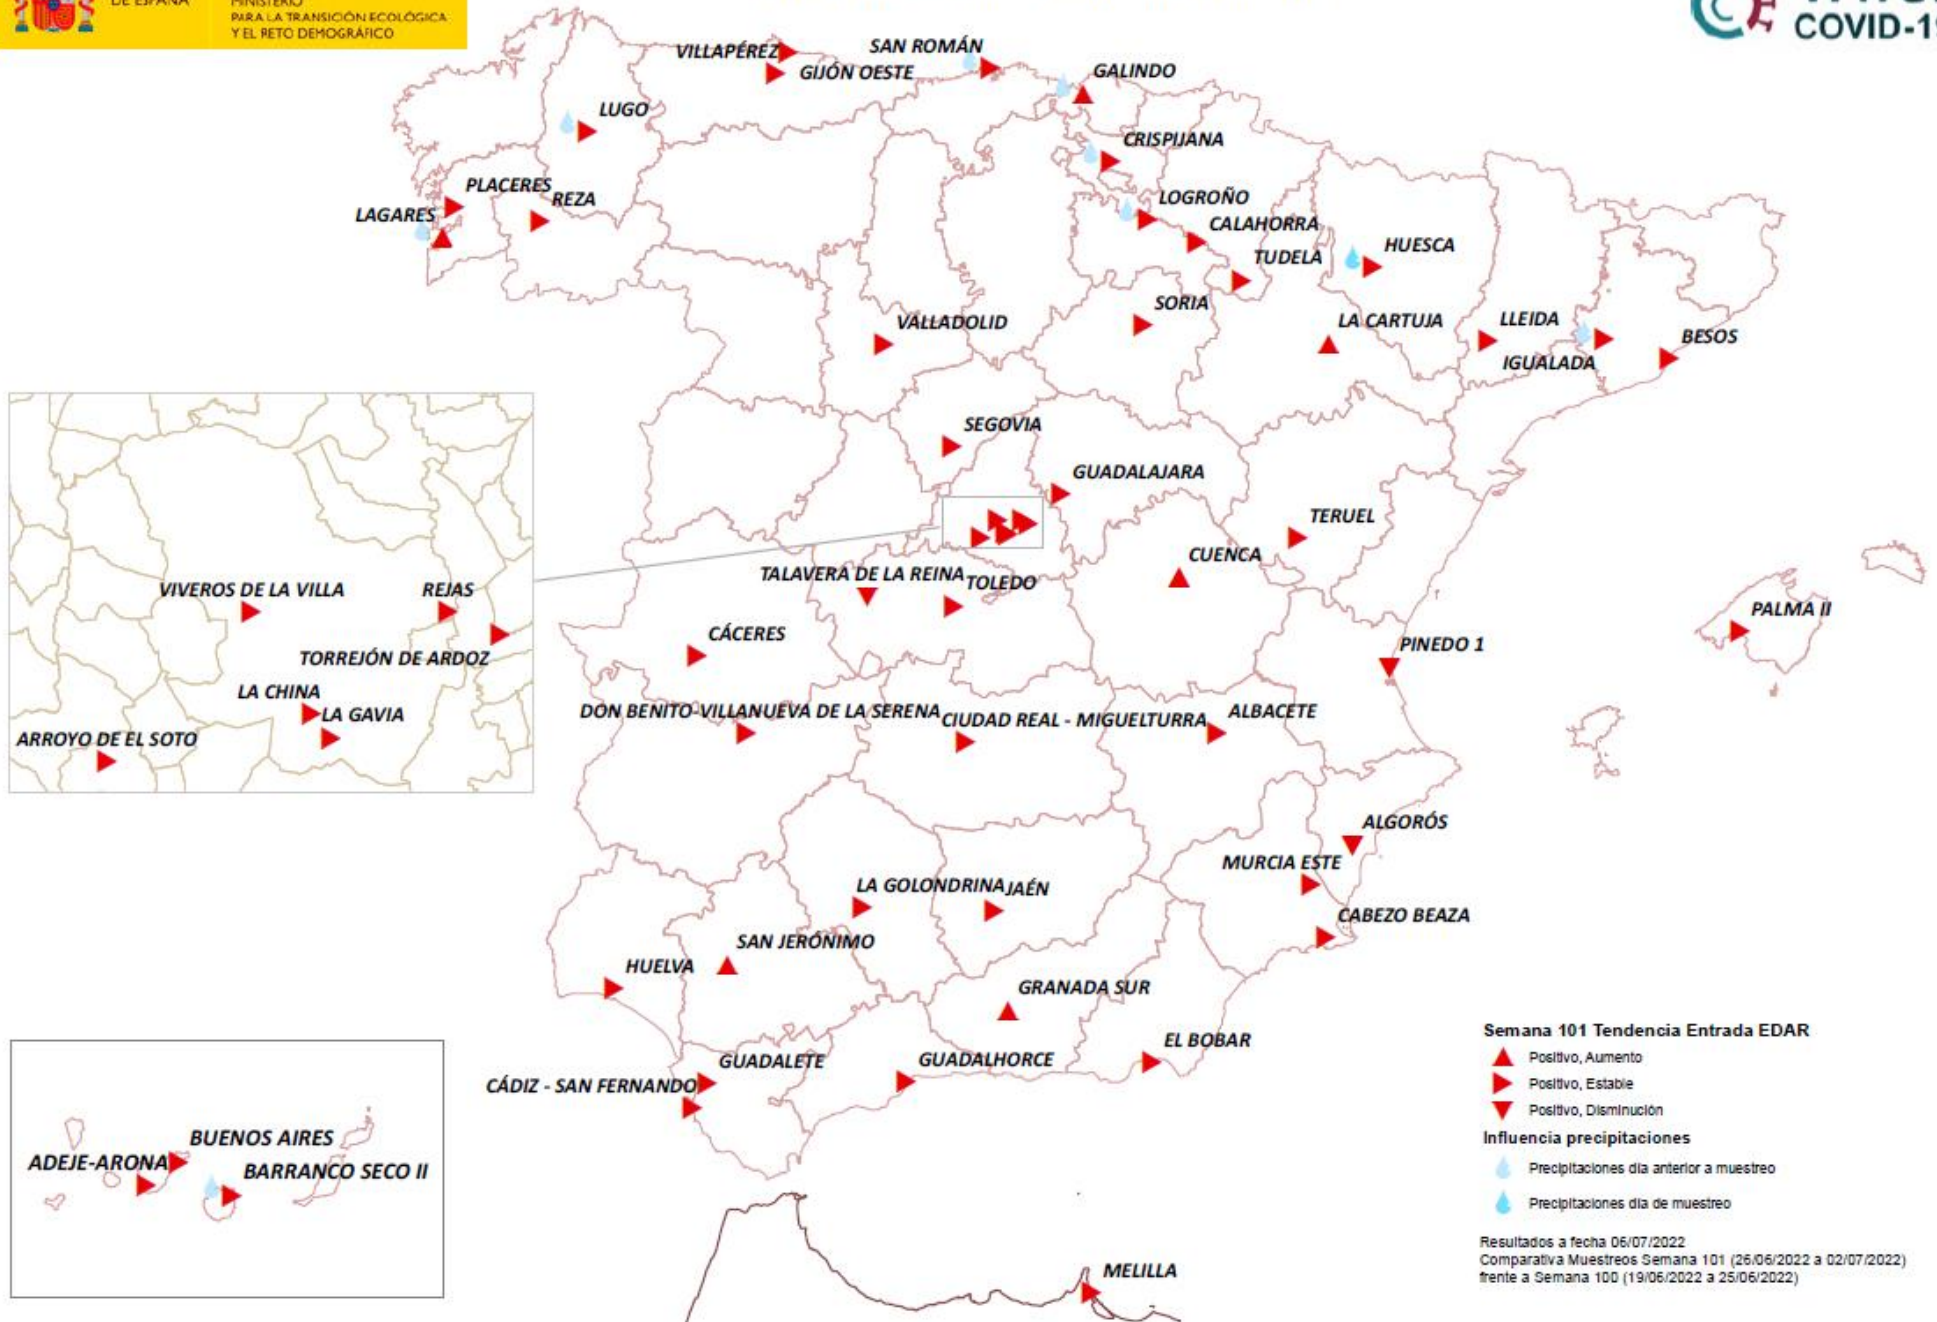 DE ESPAÑA
MINISTERIO
PARA LA TRANSICIÓN ECOLÓGICA
Y EL RETO DEMOGRÁFICO
COVID-19
VILLAPÉREZ
SAN ROMÁN
GIJÓN OESTE
GALINDO
LUGO
CRISPIJANA
PLACERES
REZA
LAGARES
LOGROÑO
CALAHORRA
TUDELA
HUESCA
SORIA
VALLADOLID
LA CARTUJA
LLEIDA
IGUALADA
BESOS
SEGOVIA
GUADALAJARA
TERUEL
CUENCA
TALAVERA DE LA REINA
TOLEDO
VIVEROS DE LA VILLA
REJAS
TORREJÓN DE ARDOZ
LA CHINA
LA GAVIA
ARROYO DE EL SOTO
CÁCERES
PALMA II
PINEDO 1
DON BENITO-VILLANUEVA DE LA SERENA
CIUDAD REAL - MIGUELTURRA
ALBACETE
ALGORÓS
MURCIA ESTE
LA GOLONDRINA
JAÉN
CABEZO BEAZA
SAN JERÓNIMO
HUELVA
GRANADA SUR
EL BOBAR
GUADALETE
GUADALHORCE
CÁDIZ - SAN FERNANDO
BUENOS AIRES
ADEJE-ARONA
BARRANCO SECO II
MELILLA
Semana 101 Tendencia Entrada EDAR
Positivo, Aumento
Positivo, Estable
Positivo, Disminución
Influencia precipitaciones
Precipitaciones día anterior a muestreo
Precipitaciones día de muestreo
Resultados a fecha 06/07/2022
Comparativa Muestreos Semana 101 (26/06/2022 a 02/07/2022)
frente a Semana 100 (19/06/2022 a 25/06/2022)